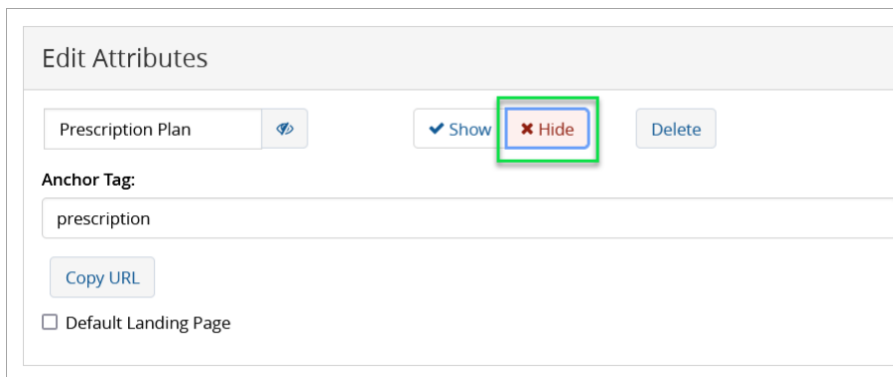 Edit Attributes
Prescription Plan Show Hide Delete
Anchor Tag:
prescription
Copy URL
Default Landing Page